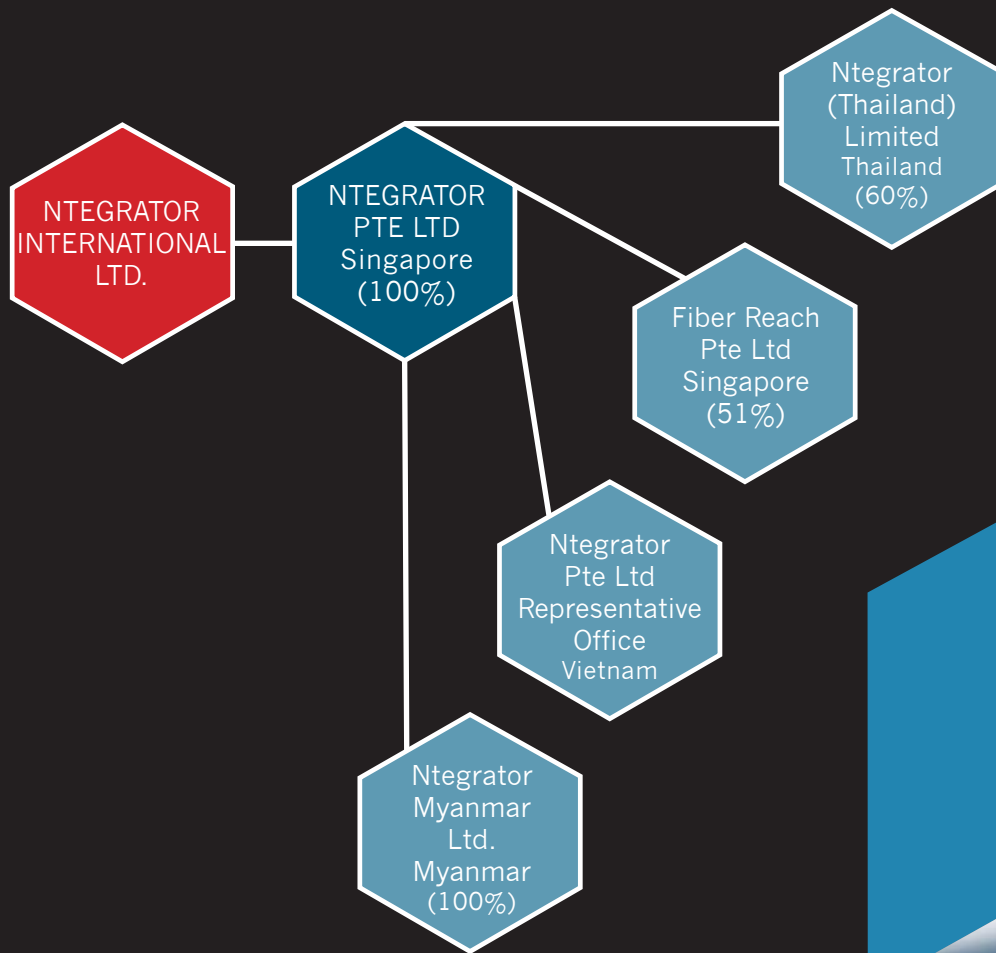 NTEGRATOR
INTERNATIONAL
LTD.
NTEGRATOR
PTE LTD
Singapore
(100%)
Ntegrator
(Thailand)
Limited
Thailand
(60%)
Fiber Reach
Pte Ltd
Singapore
(51%)
Ntegrator
Pte Ltd
Representative
Office
Vietnam
Ntegrator
Myanmar
Ltd.
Myanmar
(100%)